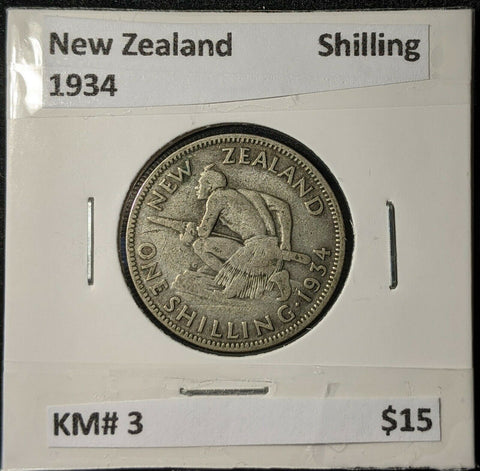 New Zealand Shilling
1934
NEW ZEALAND
ONE SHILLING · 1934
KM# 3 $15